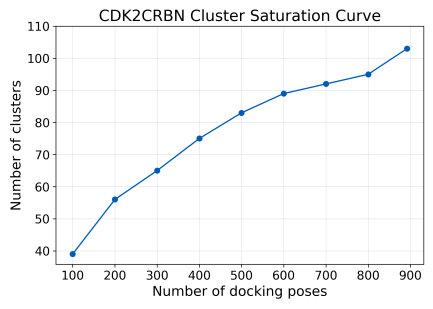 CDK2CRBN Cluster Saturation Curve
110
100
90
80
70
60
50
40
Number of clusters
100 200 300 400 500 600 700 800 900
Number of docking poses